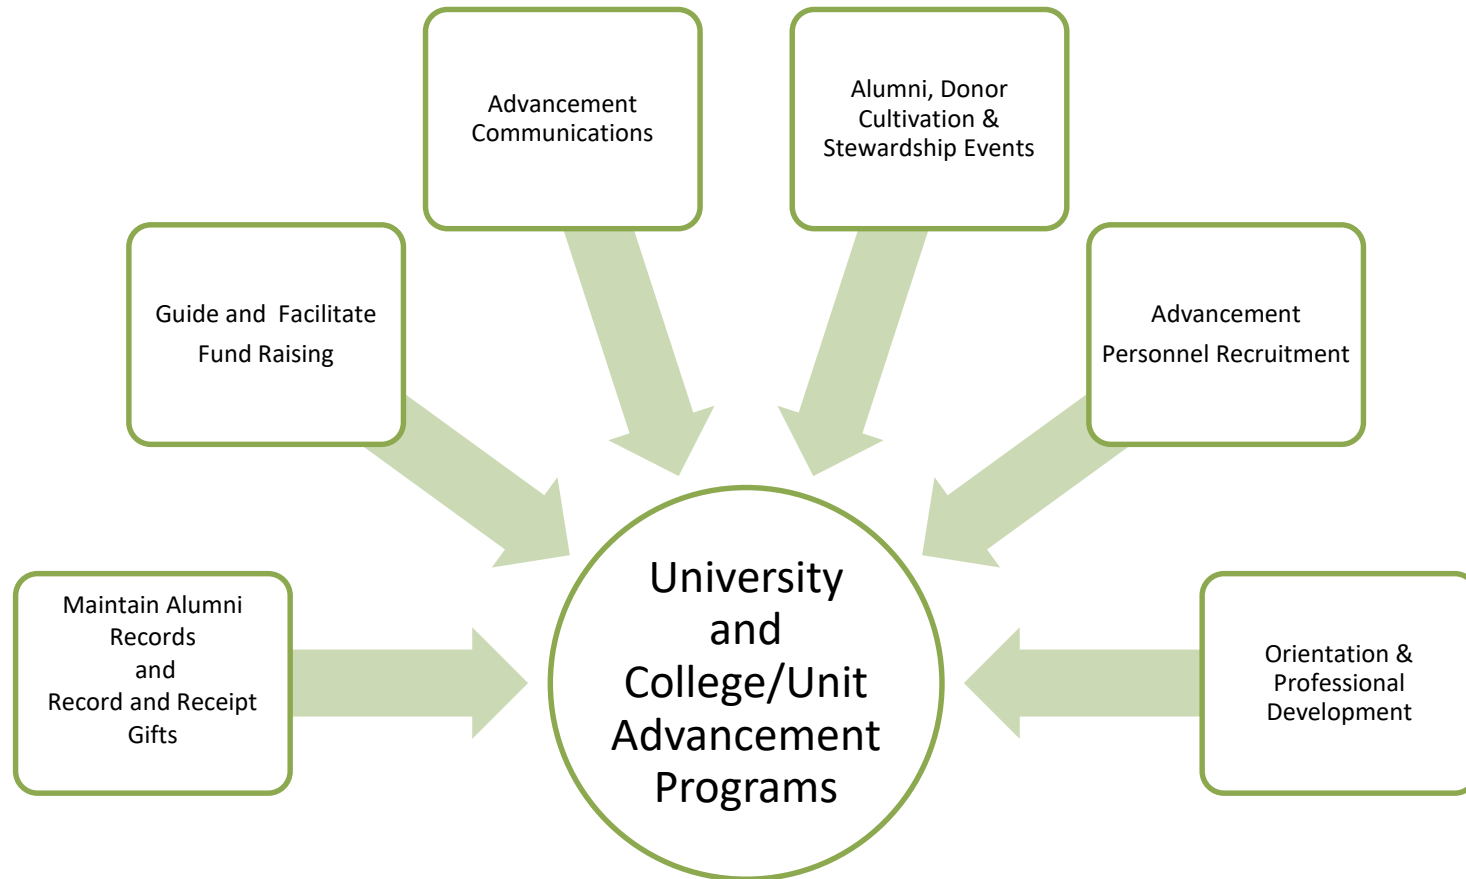 Advancement
Communications
Alumni, Donor
Cultivation &
Stewardship Events
Guide and  Facilitate
Fund Raising
Advancement
Personnel Recruitment
Maintain Alumni
Records
and
Record and Receipt
Gifts
University
and
College/Unit
Advancement
Programs
Orientation &
Professional
Development